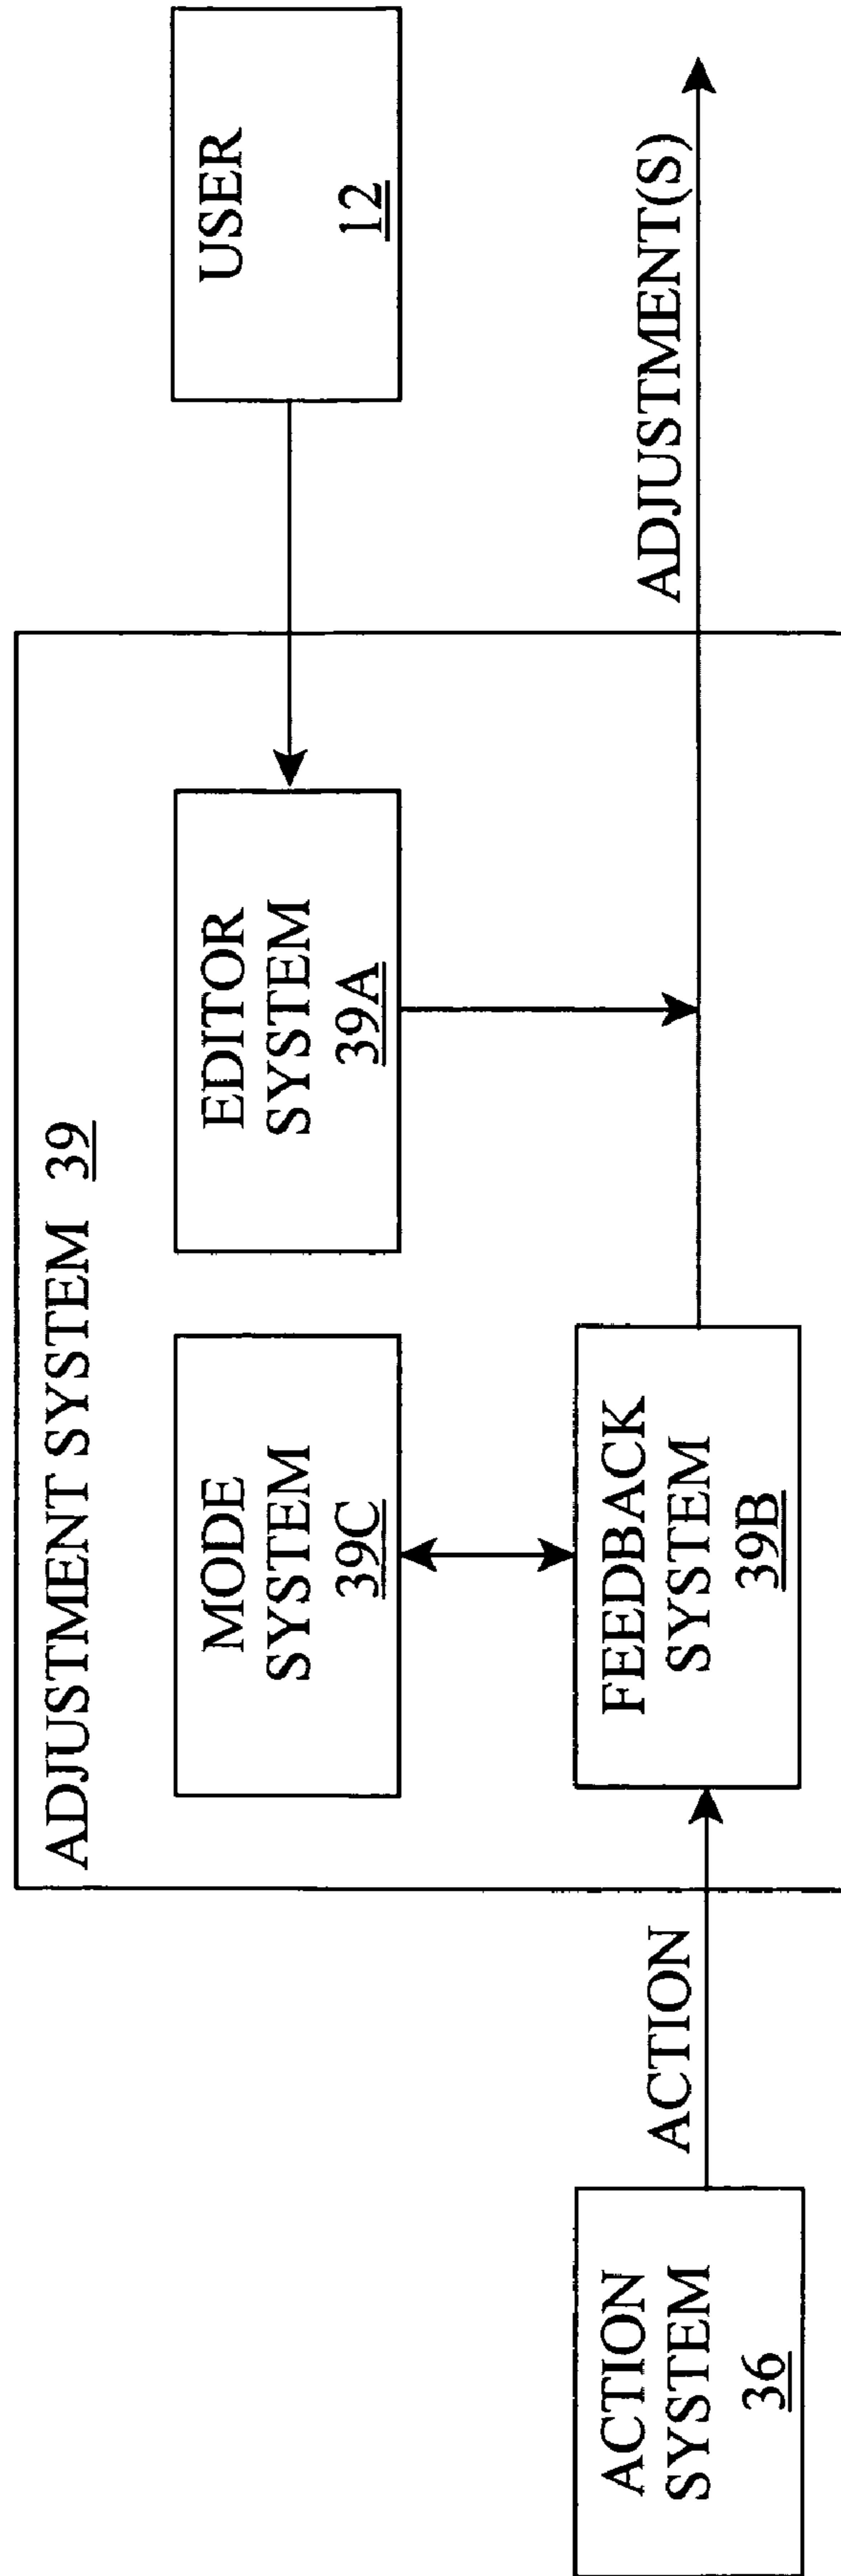 ADJUSTMENT SYSTEM 39
MODE
SYSTEM
39C
EDITOR
SYSTEM
39A
USER
12
ACTION
SYSTEM
36
ACTION
FEEDBACK
SYSTEM
39B
ADJUSTMENT(S)